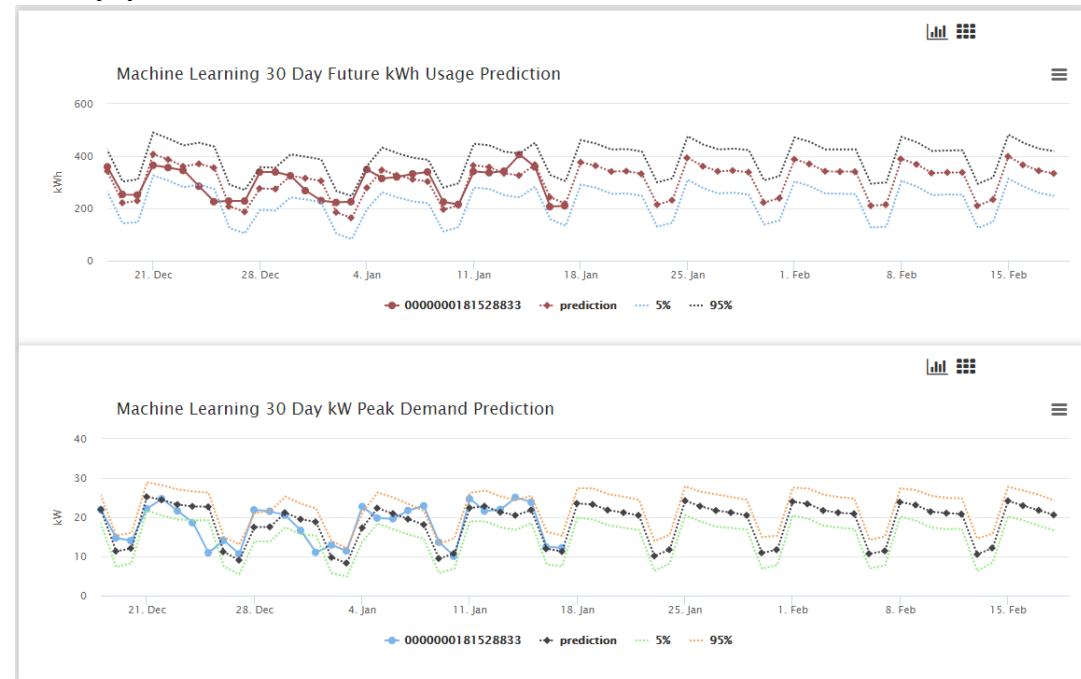 Machine Learning 30 Day Future kWh Usage Prediction
600
400
200
0
kWh
21. Dec 28. Dec 4. Jan 11. Jan 18. Jan 25. Jan 1. Feb 8. Feb 15. Feb
0000000181528833 prediction 5% 95%
Machine Learning 30 Day kW Peak Demand Prediction
40
30
20
10
0
kW
21. Dec 28. Dec 4. Jan 11. Jan 18. Jan 25. Jan 1. Feb 8. Feb 15. Feb
0000000181528833 prediction 5% 95%